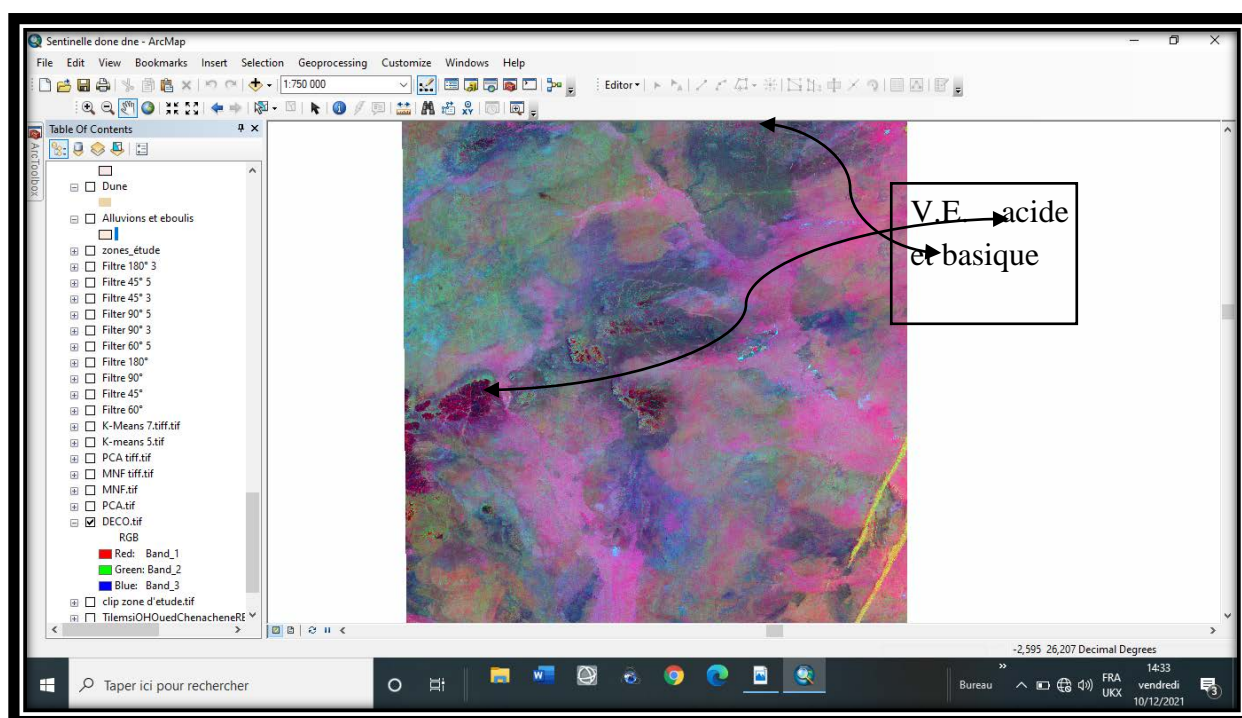 Sentinelle done dne - ArcMap
File Edit View Bookmarks Insert Selection Geoprocessing Customize Windows Help
1:750 000
Editor
Table Of Contents
ArcToolbox
Dune
Alluvions et eboulis
zones_étude
Filtre 180° 3
Filtre 45° 5
Filtre 45° 3
Filter 90° 5
Filter 90° 3
Filter 60° 5
Filtre 180°
Filtre 90°
Filtre 45°
Filtre 60°
K-Means 7.tiff.tif
K-means 5.tif
PCA tiff.tif
MNF tiff.tif
MNF.tif
PCA.tif
DECO.tif
RGB
Red: Band_1
Green: Band_2
Blue: Band_3
clip zone d'etude.tif
TilemsiOHOuedChenacheneRE
V.E. acide
et basique
-2,595 26,207 Decimal Degrees
Taper ici pour rechercher
Bureau
FRA
UKX
14:33
vendredi
10/12/2021
3